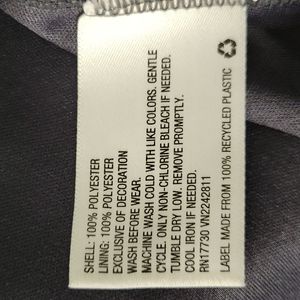 SHELL: 100% POLYESTER
LINING: 100% POLYESTER
EXCLUSIVE OF DECORATION
WASH BEFORE WEAR.
MACHINE WASH COLD WITH LIKE COLORS. GENTLE
CYCLE. ONLY NON-CHLORINE BLEACH IF NEEDED.
TUMBLE DRY LOW. REMOVE PROMPTLY.
COOL IRON IF NEEDED.
RN17730 VN2242811
LABEL MADE FROM 100% RECYCLED PLASTIC